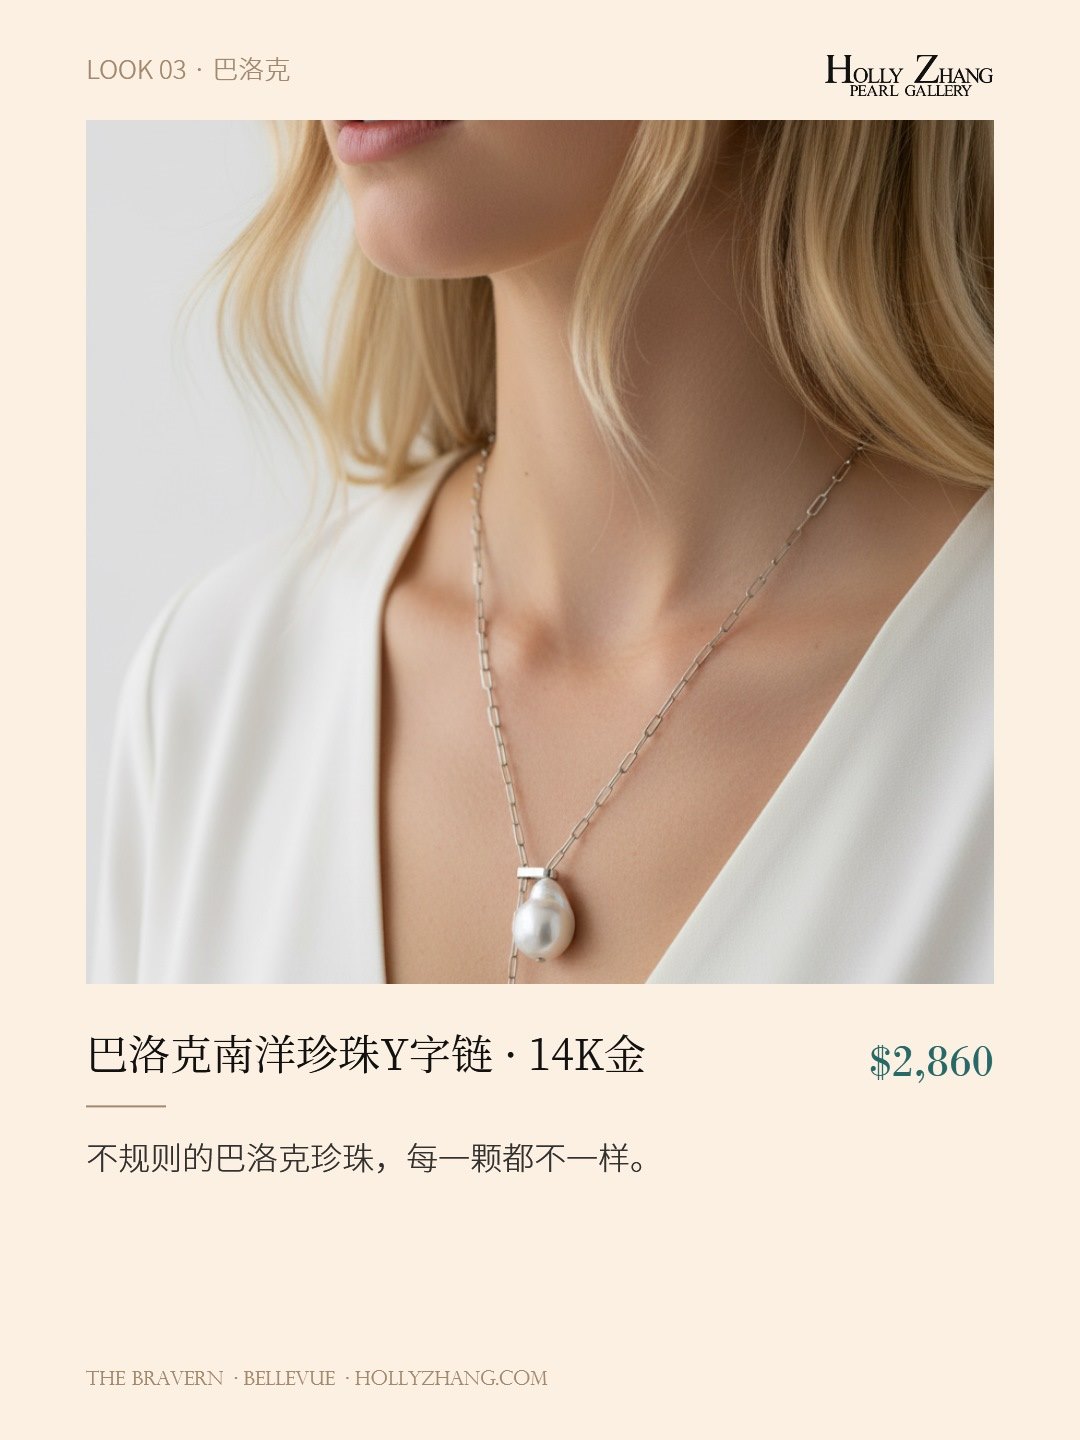 LOOK 03 · 巴洛克
HOLLY ZHANG
PEARL GALLERY
巴洛克南洋珍珠Y字链 · 14K金
$2,860
不规则的巴洛克珍珠，每一颗都不一样。
THE BRAVERN · BELLEVUE · HOLLYZHANG.COM